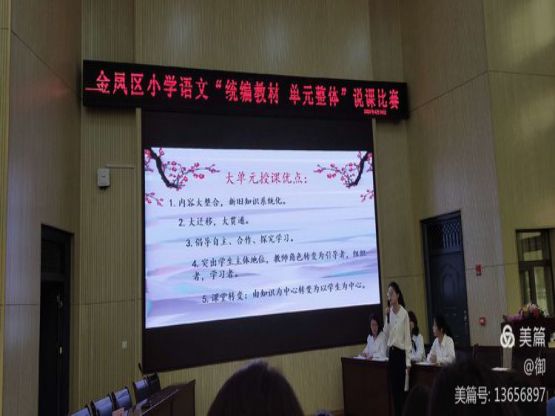 金凤区小学语文“统编教材 单元整体”说课比赛
大单元授课优点：
1. 内容大整合，新旧知识系统化。
2. 大迁移，大贯通。
3. 倡导自主、合作、探究学习。
4. 突出学生主体地位，教师角色转变为引导者，组织
者，学习者。
5. 课堂转变：由知识为中心转变为以学生为中心。
美篇
@御
美篇号: 13656897